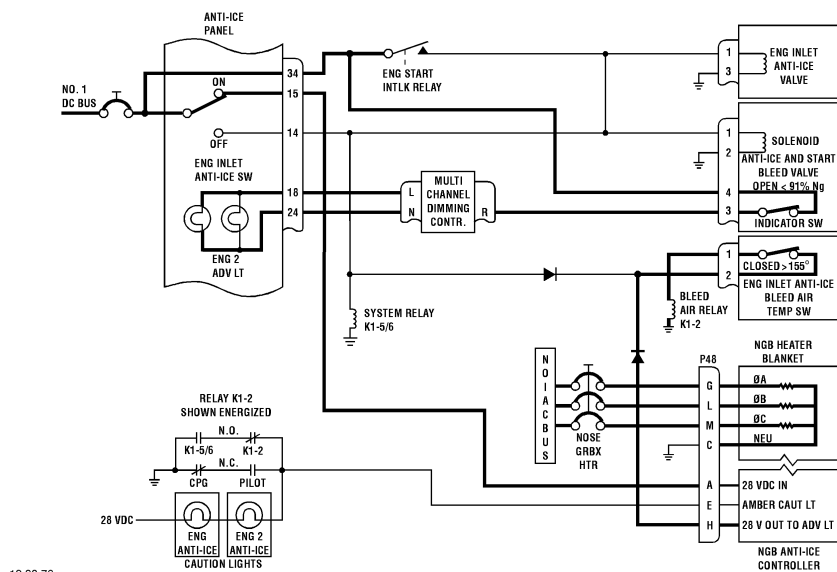 ANTI-ICE
PANEL
NO. 1
DC BUS
ON
OFF
ENG INLET
ANTI-ICE SW
ENG 2
ADV LT
34
15
14
18
24
ENG START
INTLK RELAY
L
N
MULTI
CHANNEL
DIMMING
CONTR.
R
1
3
ENG INLET
ANTI-ICE
VALVE
1
2
4
3
SOLENOID
ANTI-ICE AND START
BLEED VALVE
OPEN < 91% Ng
INDICATOR SW
1
2
CLOSED > 155°
ENG INLET ANTI-ICE
BLEED AIR
TEMP SW
SYSTEM RELAY
K1-5/6
BLEED
AIR RELAY
K1-2
NO I AC BUS
NOSE
GRBX
HTR
P48
G
L
M
C
A
E
H
NGB HEATER
BLANKET
ØA
ØB
ØC
NEU
28 VDC IN
AMBER CAUT LT
28 V OUT TO ADV LT
NGB ANTI-ICE
CONTROLLER
RELAY K1-2
SHOWN ENERGIZED
N.O.
K1-5/6 K1-2
N.C.
CPG PILOT
28 VDC
ENG
ANTI-ICE
ENG 2
ANTI-ICE
CAUTION LIGHTS